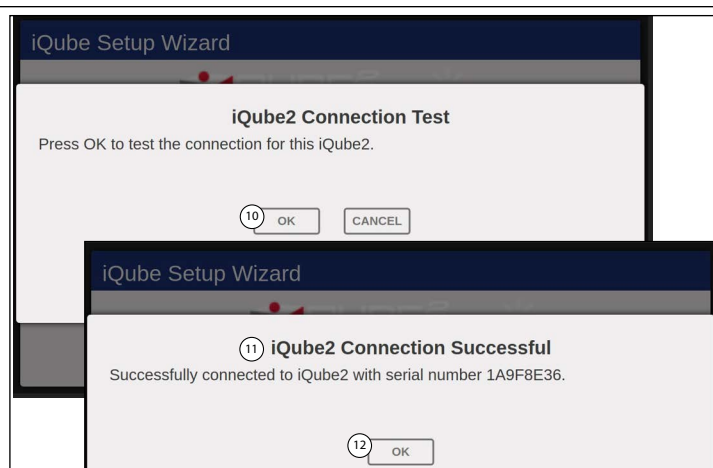 iQube Setup Wizard
iQube2 Connection Test
Press OK to test the connection for this iQube2.
10 OK CANCEL
iQube Setup Wizard
11 iQube2 Connection Successful
Successfully connected to iQube2 with serial number 1A9F8E36.
12 OK